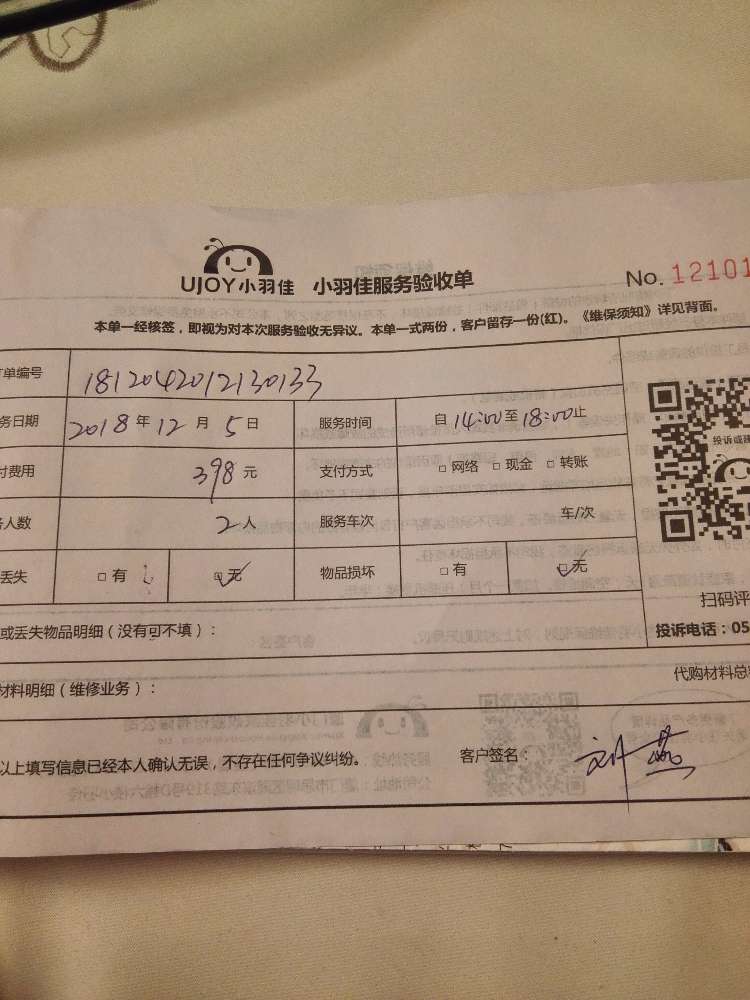 UJOY小羽佳 小羽佳服务验收单 No. 12101
本单一经核签，即视为对本次服务验收无异议。本单一式两份，客户留存一份(红)。《维保须知》详见背面。
单编号 1812042012130133
务日期 2018 年 12 月 5 日 服务时间 自 14:00 至 18:00 止
付费用 398 元 支付方式 □ 网络 □ 现金 □ 转账
人数 2 人 服务车次 车/次
丢失 □ 有 □ 无 物品损坏 □ 有 □ 无
投诉或建
扫码评
或丢失物品明细（没有可不填）：
投诉电话：05
材料明细（维修业务）：
代购材料总
以上填写信息已经本人确认无误，不存在任何争议纠纷。 客户签名： 刘燕